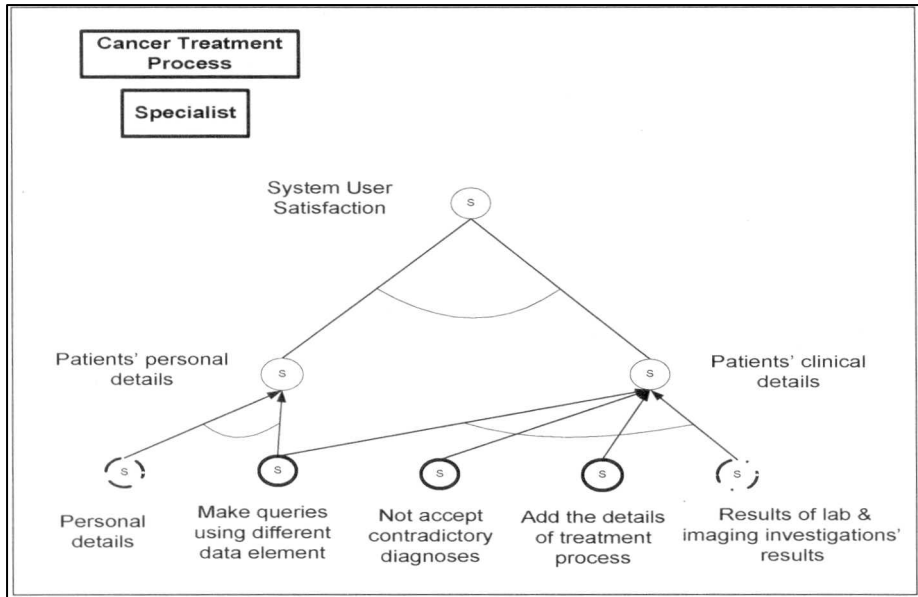 Cancer Treatment
Process
Specialist
System User
Satisfaction
S
Patients' personal
details
S
S
Patients' clinical
details
S
S
S
S
S
Personal
details
Make queries
using different
data element
Not accept
contradictory
diagnoses
Add the details
of treatment
process
Results of lab &
imaging investigations'
results